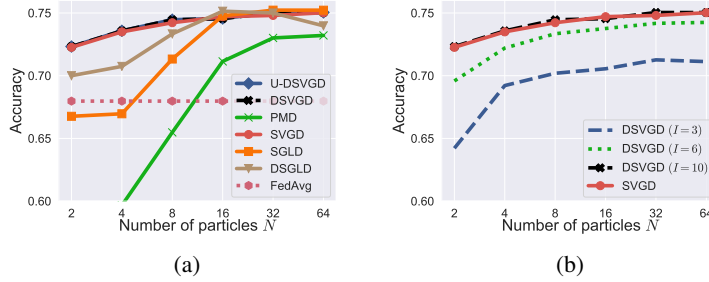 0.75
0.70
0.65
0.60
Accuracy
U-DSVGD
DSVGD
PMD
SVGD
SGLD
DSGLD
FedAvg
2 4 8 16 32 64
Number of particles N
(a)
0.75
0.70
0.65
0.60
Accuracy
DSVGD (I = 3)
DSVGD (I = 6)
DSVGD (I = 10)
SVGD
2 4 8 16 32 64
Number of particles N
(b)